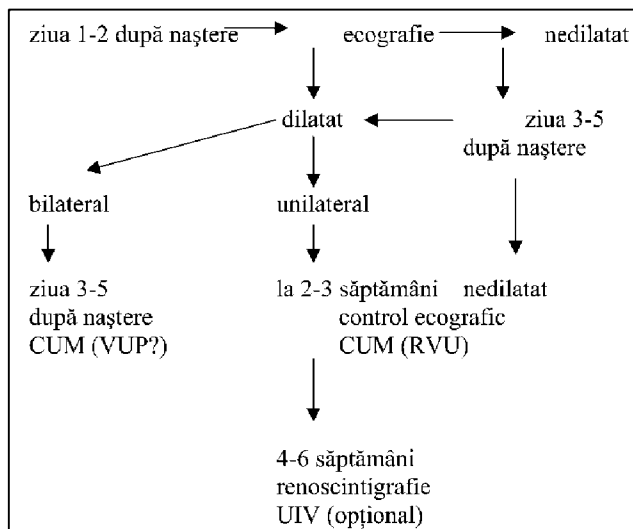 ziua 1-2 după naştere ecografie nedilatat
dilatat ziua 3-5
după naştere
bilateral unilateral
ziua 3-5 la 2-3 săptămâni nedilatat
după naştere control ecografic
CUM (VUP?) CUM (RVU)
4-6 săptămâni
renoscintigrafie
UIV (opţional)